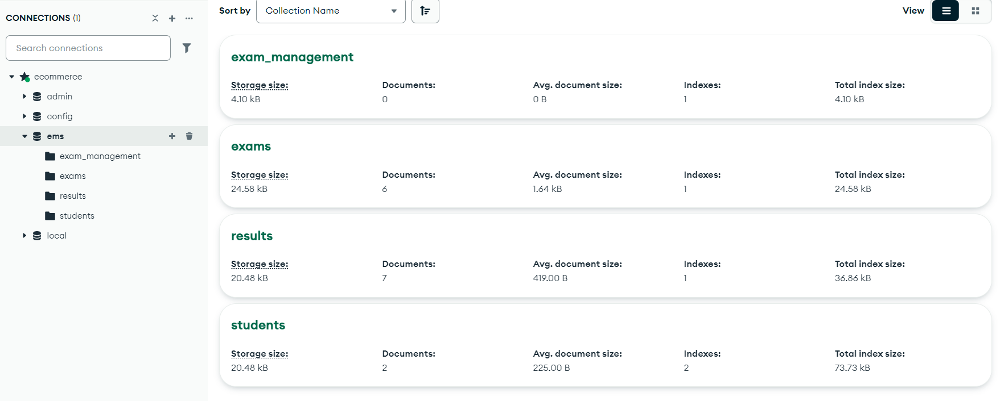 CONNECTIONS (1)
Search connections
ecommerce
admin
config
ems
exam_management
exams
results
students
local
Sort by Collection Name
View
exam_management
Storage size: Documents: Avg. document size: Indexes: Total index size:
4.10 kB 0 0 B 1 4.10 kB
exams
Storage size: Documents: Avg. document size: Indexes: Total index size:
24.58 kB 6 1.64 kB 1 24.58 kB
results
Storage size: Documents: Avg. document size: Indexes: Total index size:
20.48 kB 7 419.00 B 1 36.86 kB
students
Storage size: Documents: Avg. document size: Indexes: Total index size:
20.48 kB 2 225.00 B 2 73.73 kB